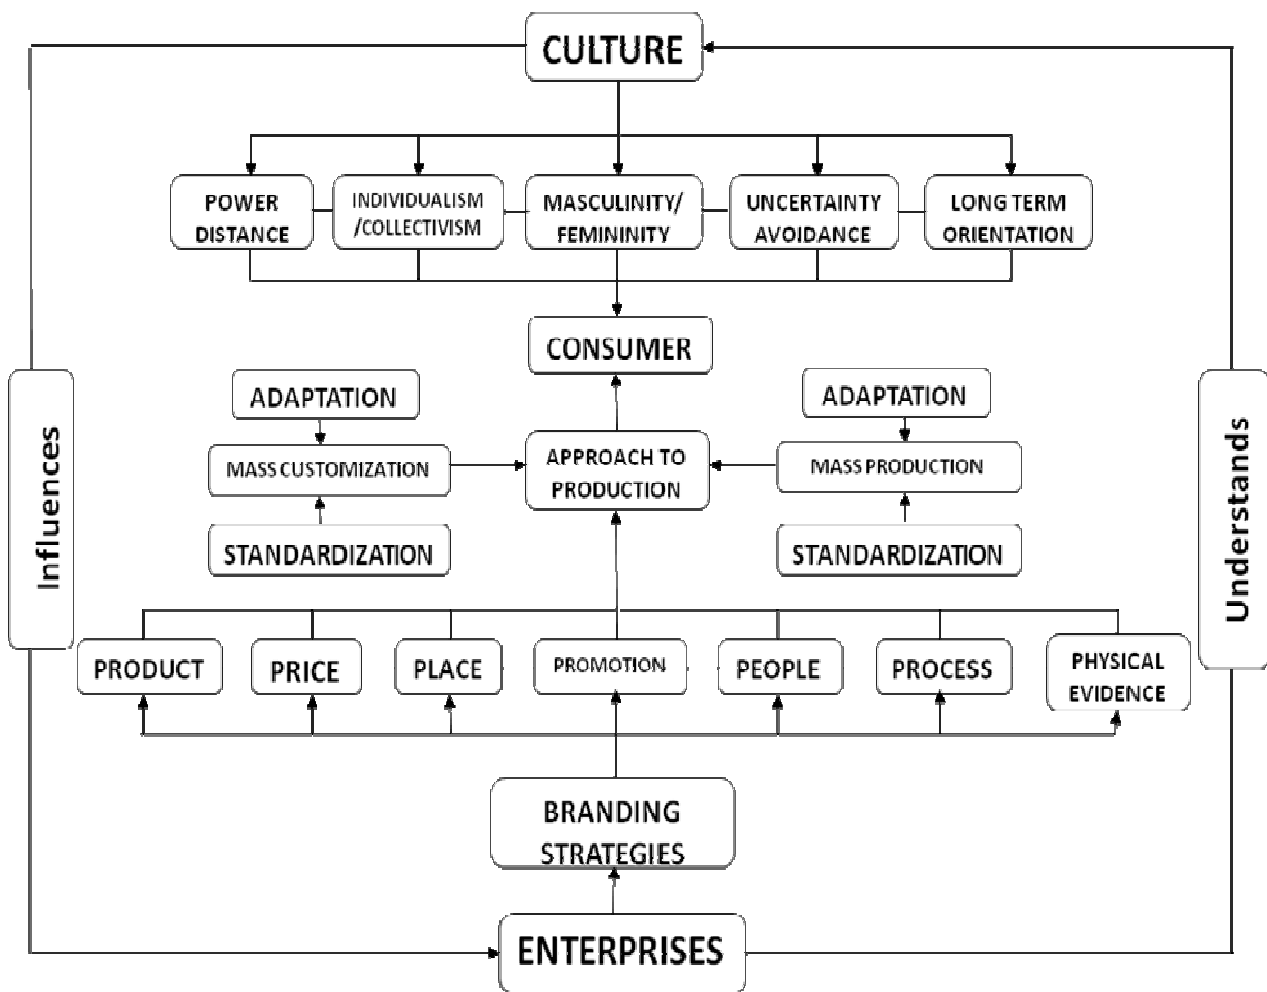 CULTURE
POWER
DISTANCE
INDIVIDUALISM
/COLLECTIVISM
MASCULINITY/
FEMININITY
UNCERTAINTY
AVOIDANCE
LONG TERM
ORIENTATION
CONSUMER
ADAPTATION
ADAPTATION
MASS CUSTOMIZATION
APPROACH TO
PRODUCTION
MASS PRODUCTION
STANDARDIZATION
STANDARDIZATION
Influences
Understands
PRODUCT
PRICE
PLACE
PROMOTION
PEOPLE
PROCESS
PHYSICAL
EVIDENCE
BRANDING
STRATEGIES
ENTERPRISES